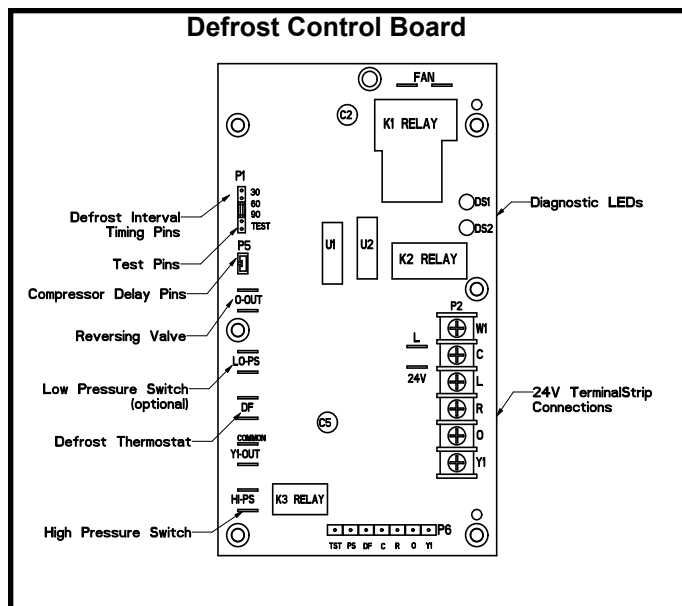 Defrost Control Board
FAN
C2
K1 RELAY
P1
30
60
90
TEST
Defrost Interval
Timing Pins
Test Pins
P5
Compressor Delay Pins
O-OUT
Reversing Valve
LO-PS
Low Pressure Switch
(optional)
DF
Defrost Thermostat
COMMON
Y1-OUT
HI-PS
High Pressure Switch
K3 RELAY
U1
U2
K2 RELAY
DS1
DS2
Diagnostic LEDs
P2
W1
C
L
R
O
Y1
L
24V
24V TerminalStrip
Connections
C5
P6
TST PS DF C R O Y1